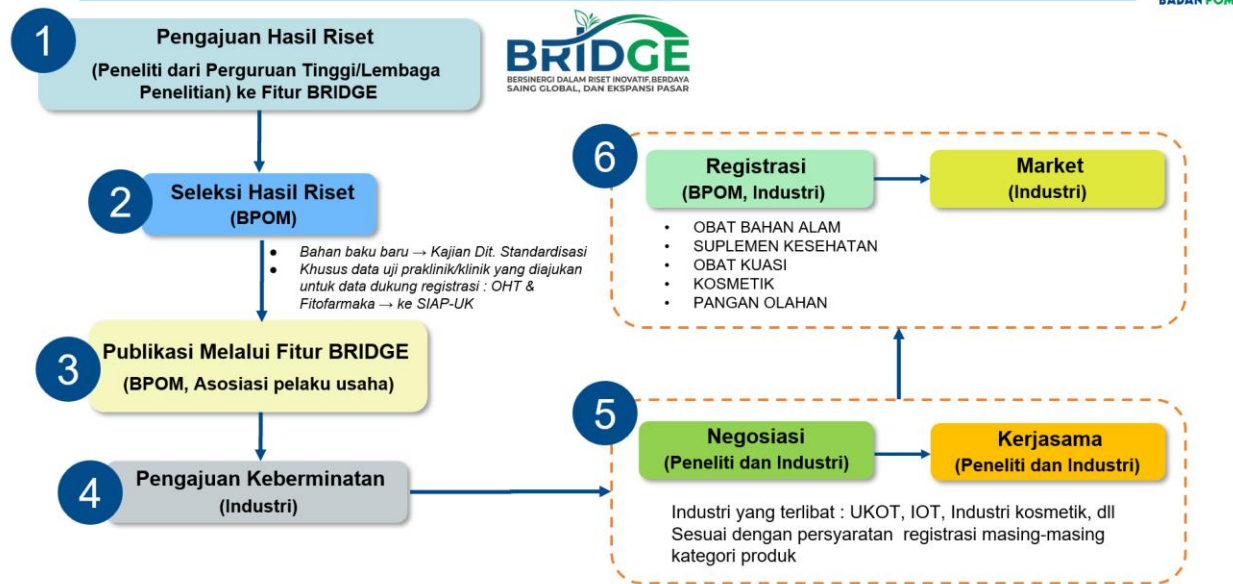 BADAN POM
1
Pengajuan Hasil Riset
(Peneliti dari Perguruan Tinggi/Lembaga
Penelitian) ke Fitur BRIDGE
BRIDGE
BERSINERGI DALAM RISET INOVATIF,BERDAYA
SAING GLOBAL, DAN EKSPANSI PASAR
2
Seleksi Hasil Riset
(BPOM)
● Bahan baku baru → Kajian Dit. Standardisasi
● Khusus data uji praklinik/klinik yang diajukan
untuk data dukung registrasi : OHT &
Fitofarmaka → ke SIAP-UK
3
Publikasi Melalui Fitur BRIDGE
(BPOM, Asosiasi pelaku usaha)
4
Pengajuan Keberminatan
(Industri)
5
Negosiasi
(Peneliti dan Industri)
Kerjasama
(Peneliti dan Industri)
Industri yang terlibat : UKOT, IOT, Industri kosmetik, dll
Sesuai dengan persyaratan registrasi masing-masing
kategori produk
6
Registrasi
(BPOM, Industri)
Market
(Industri)
• OBAT BAHAN ALAM
• SUPLEMEN KESEHATAN
• OBAT KUASI
• KOSMETIK
• PANGAN OLAHAN